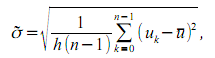 σ̃ = √( 1 / ( h ( n−1 ) ) ∑_{k=0}^{n−1} ( u_k − u̅ )² ) ,